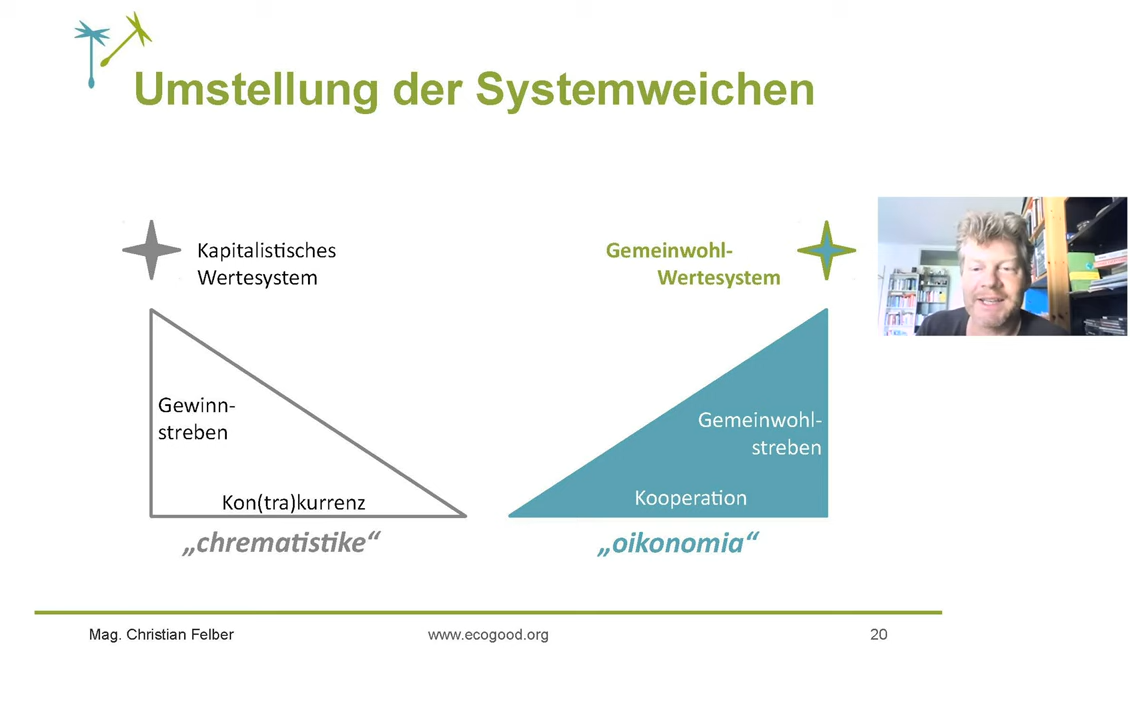 Umstellung der Systemweichen
Kapitalistisches
Wertesystem
Gemeinwohl-
Wertesystem
Gewinn-
streben
Kon(tra)kurrenz
„chrematistike“
Gemeinwohl-
streben
Kooperation
„oikonomia“
Mag. Christian Felber
www.ecogood.org
20